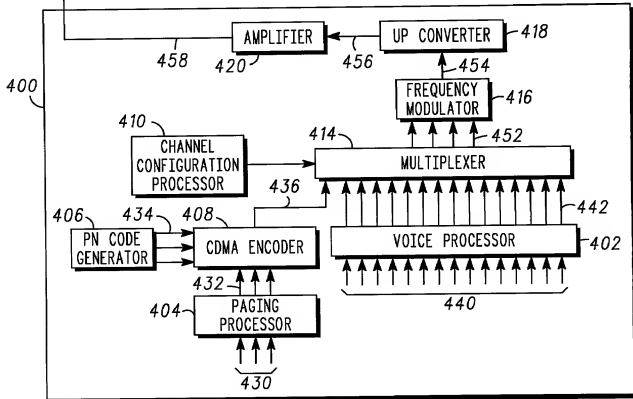 458
AMPLIFIER
420
456
UP CONVERTER
418
454
400
FREQUENCY
MODULATOR
416
410
CHANNEL
CONFIGURATION
PROCESSOR
414
452
MULTIPLEXER
436
442
406
434
408
PN CODE
GENERATOR
CDMA ENCODER
VOICE PROCESSOR
402
432
404
PAGING
PROCESSOR
440
430